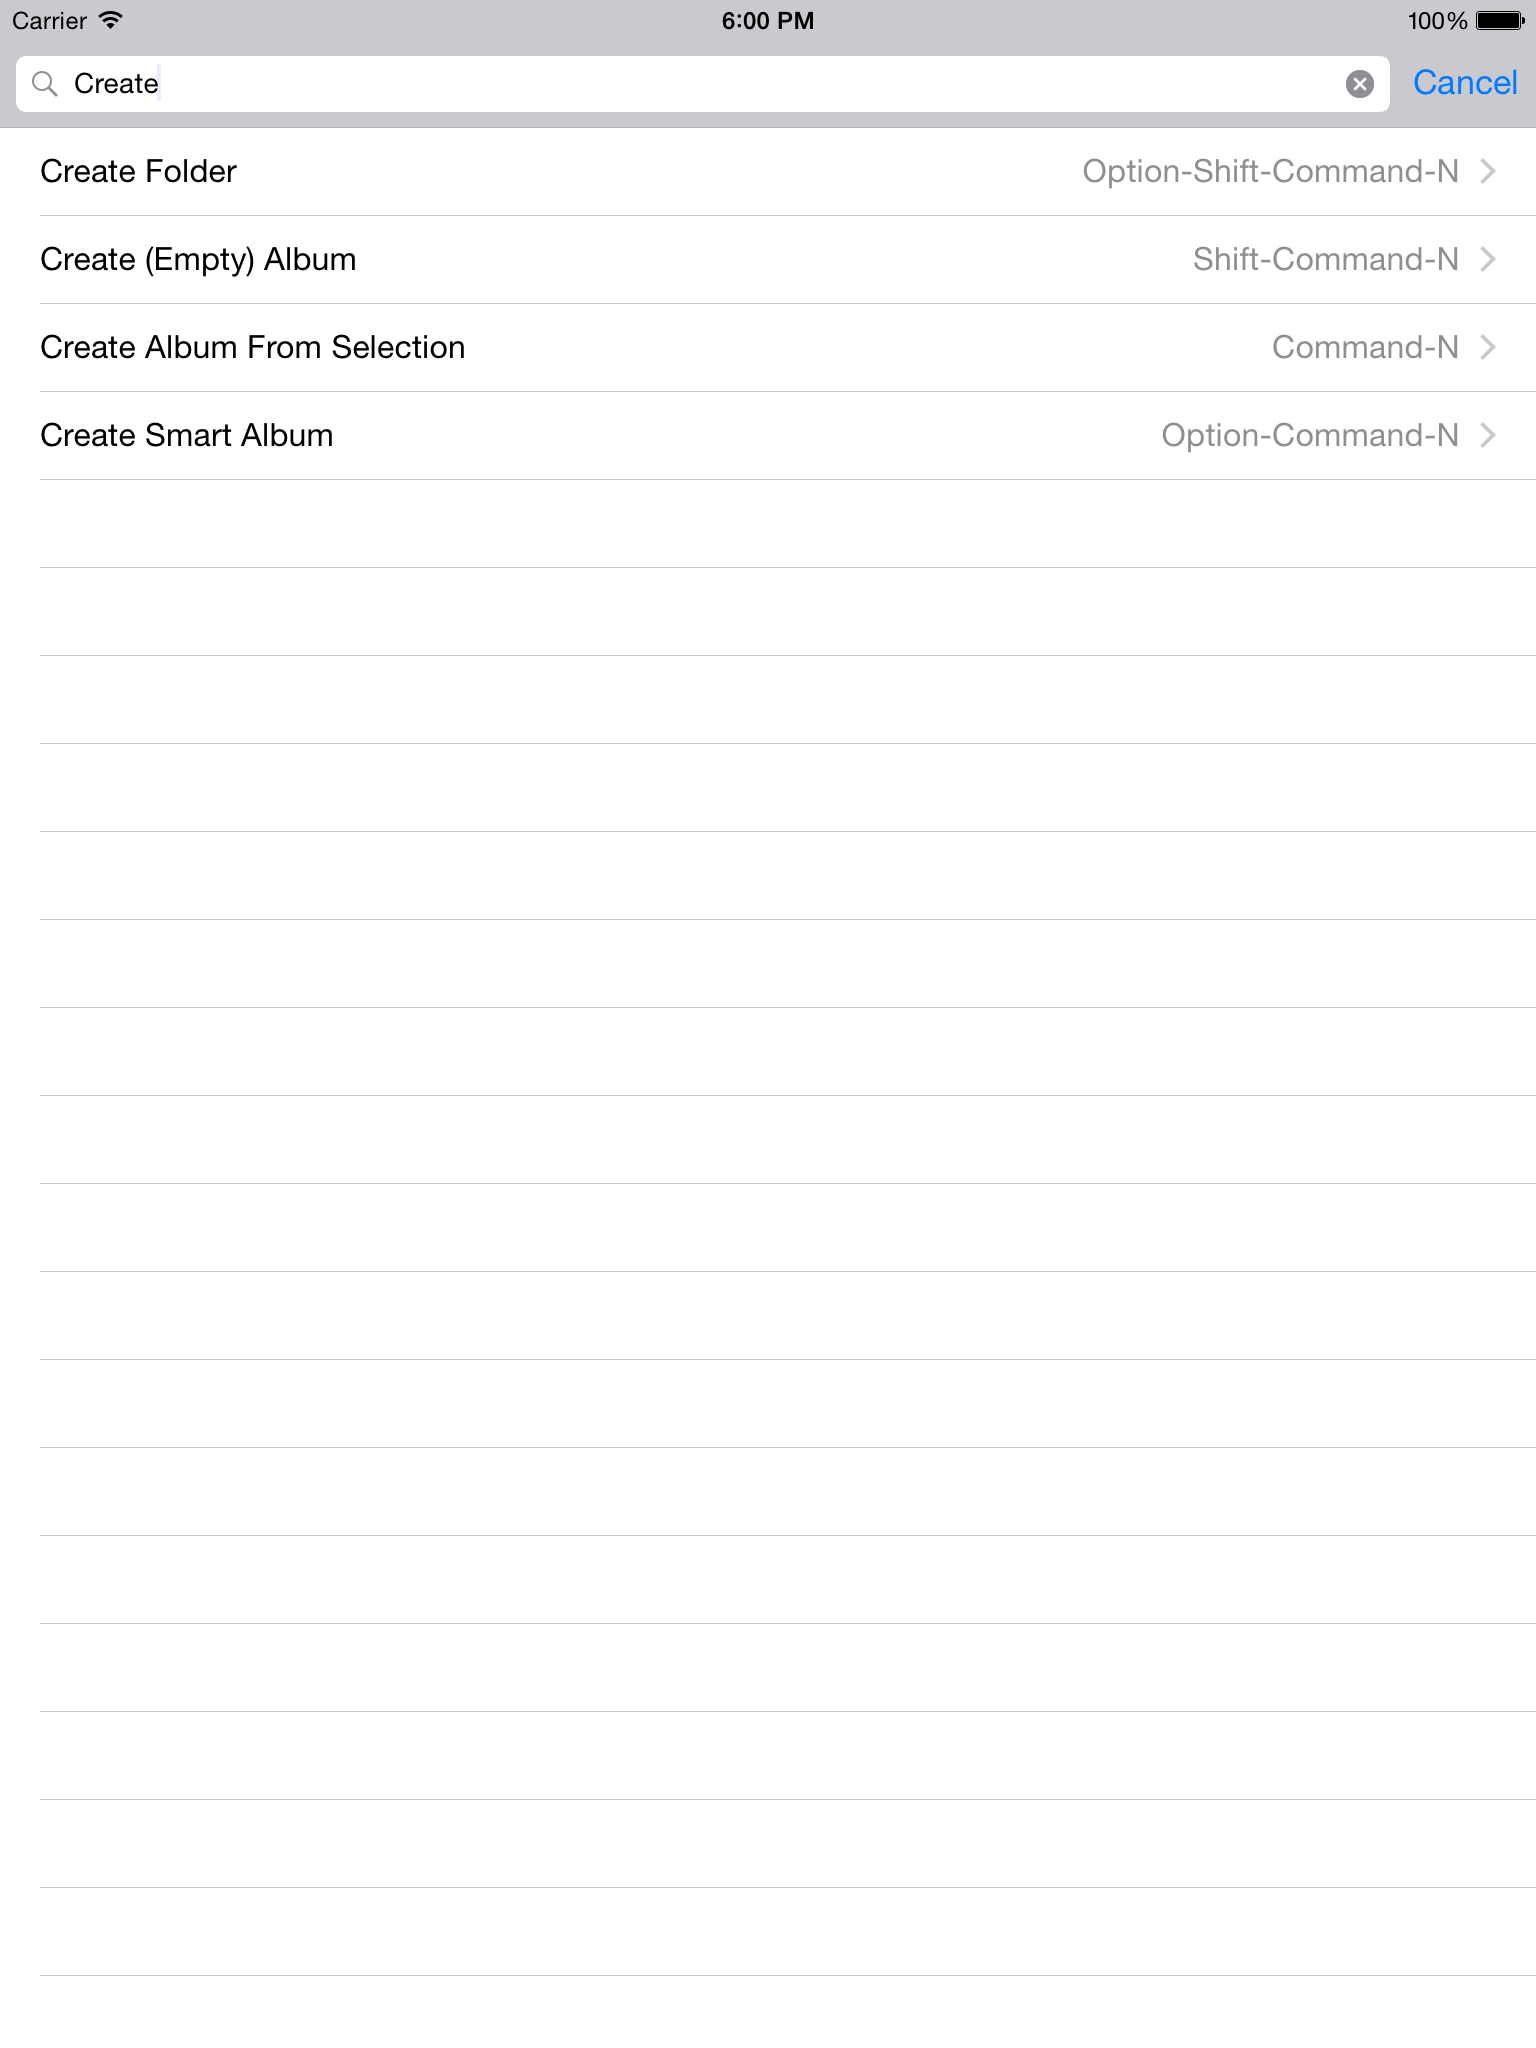 Carrier 6:00 PM 100%
Create Cancel
Create Folder Option-Shift-Command-N
Create (Empty) Album Shift-Command-N
Create Album From Selection Command-N
Create Smart Album Option-Command-N